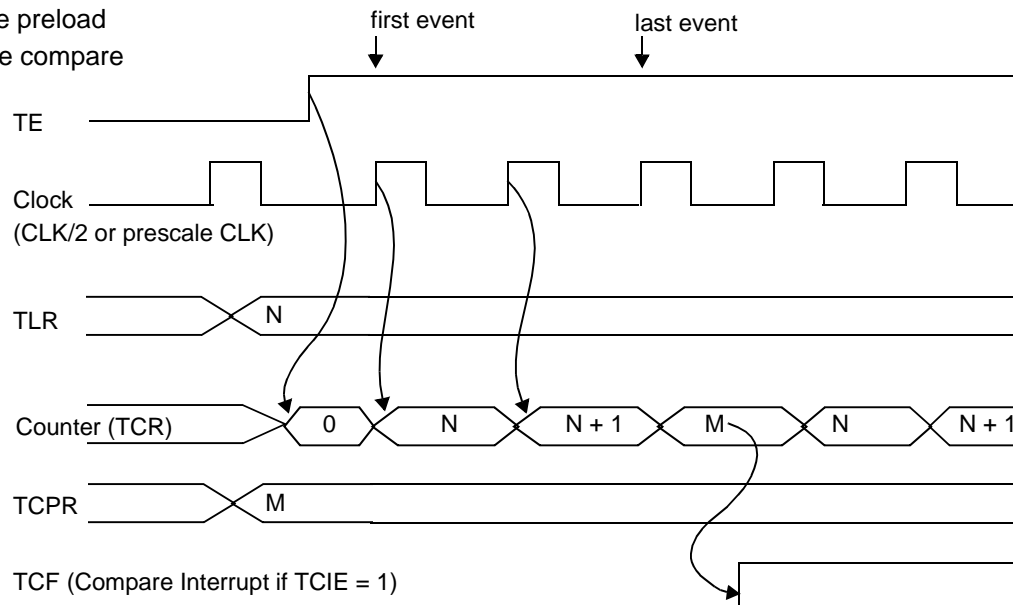 e preload
e compare
first event
last event
TE
Clock
(CLK/2 or prescale CLK)
TLR
N
Counter (TCR)
0
N
N + 1
M
N
N + 1
TCPR
M
TCF (Compare Interrupt if TCIE = 1)